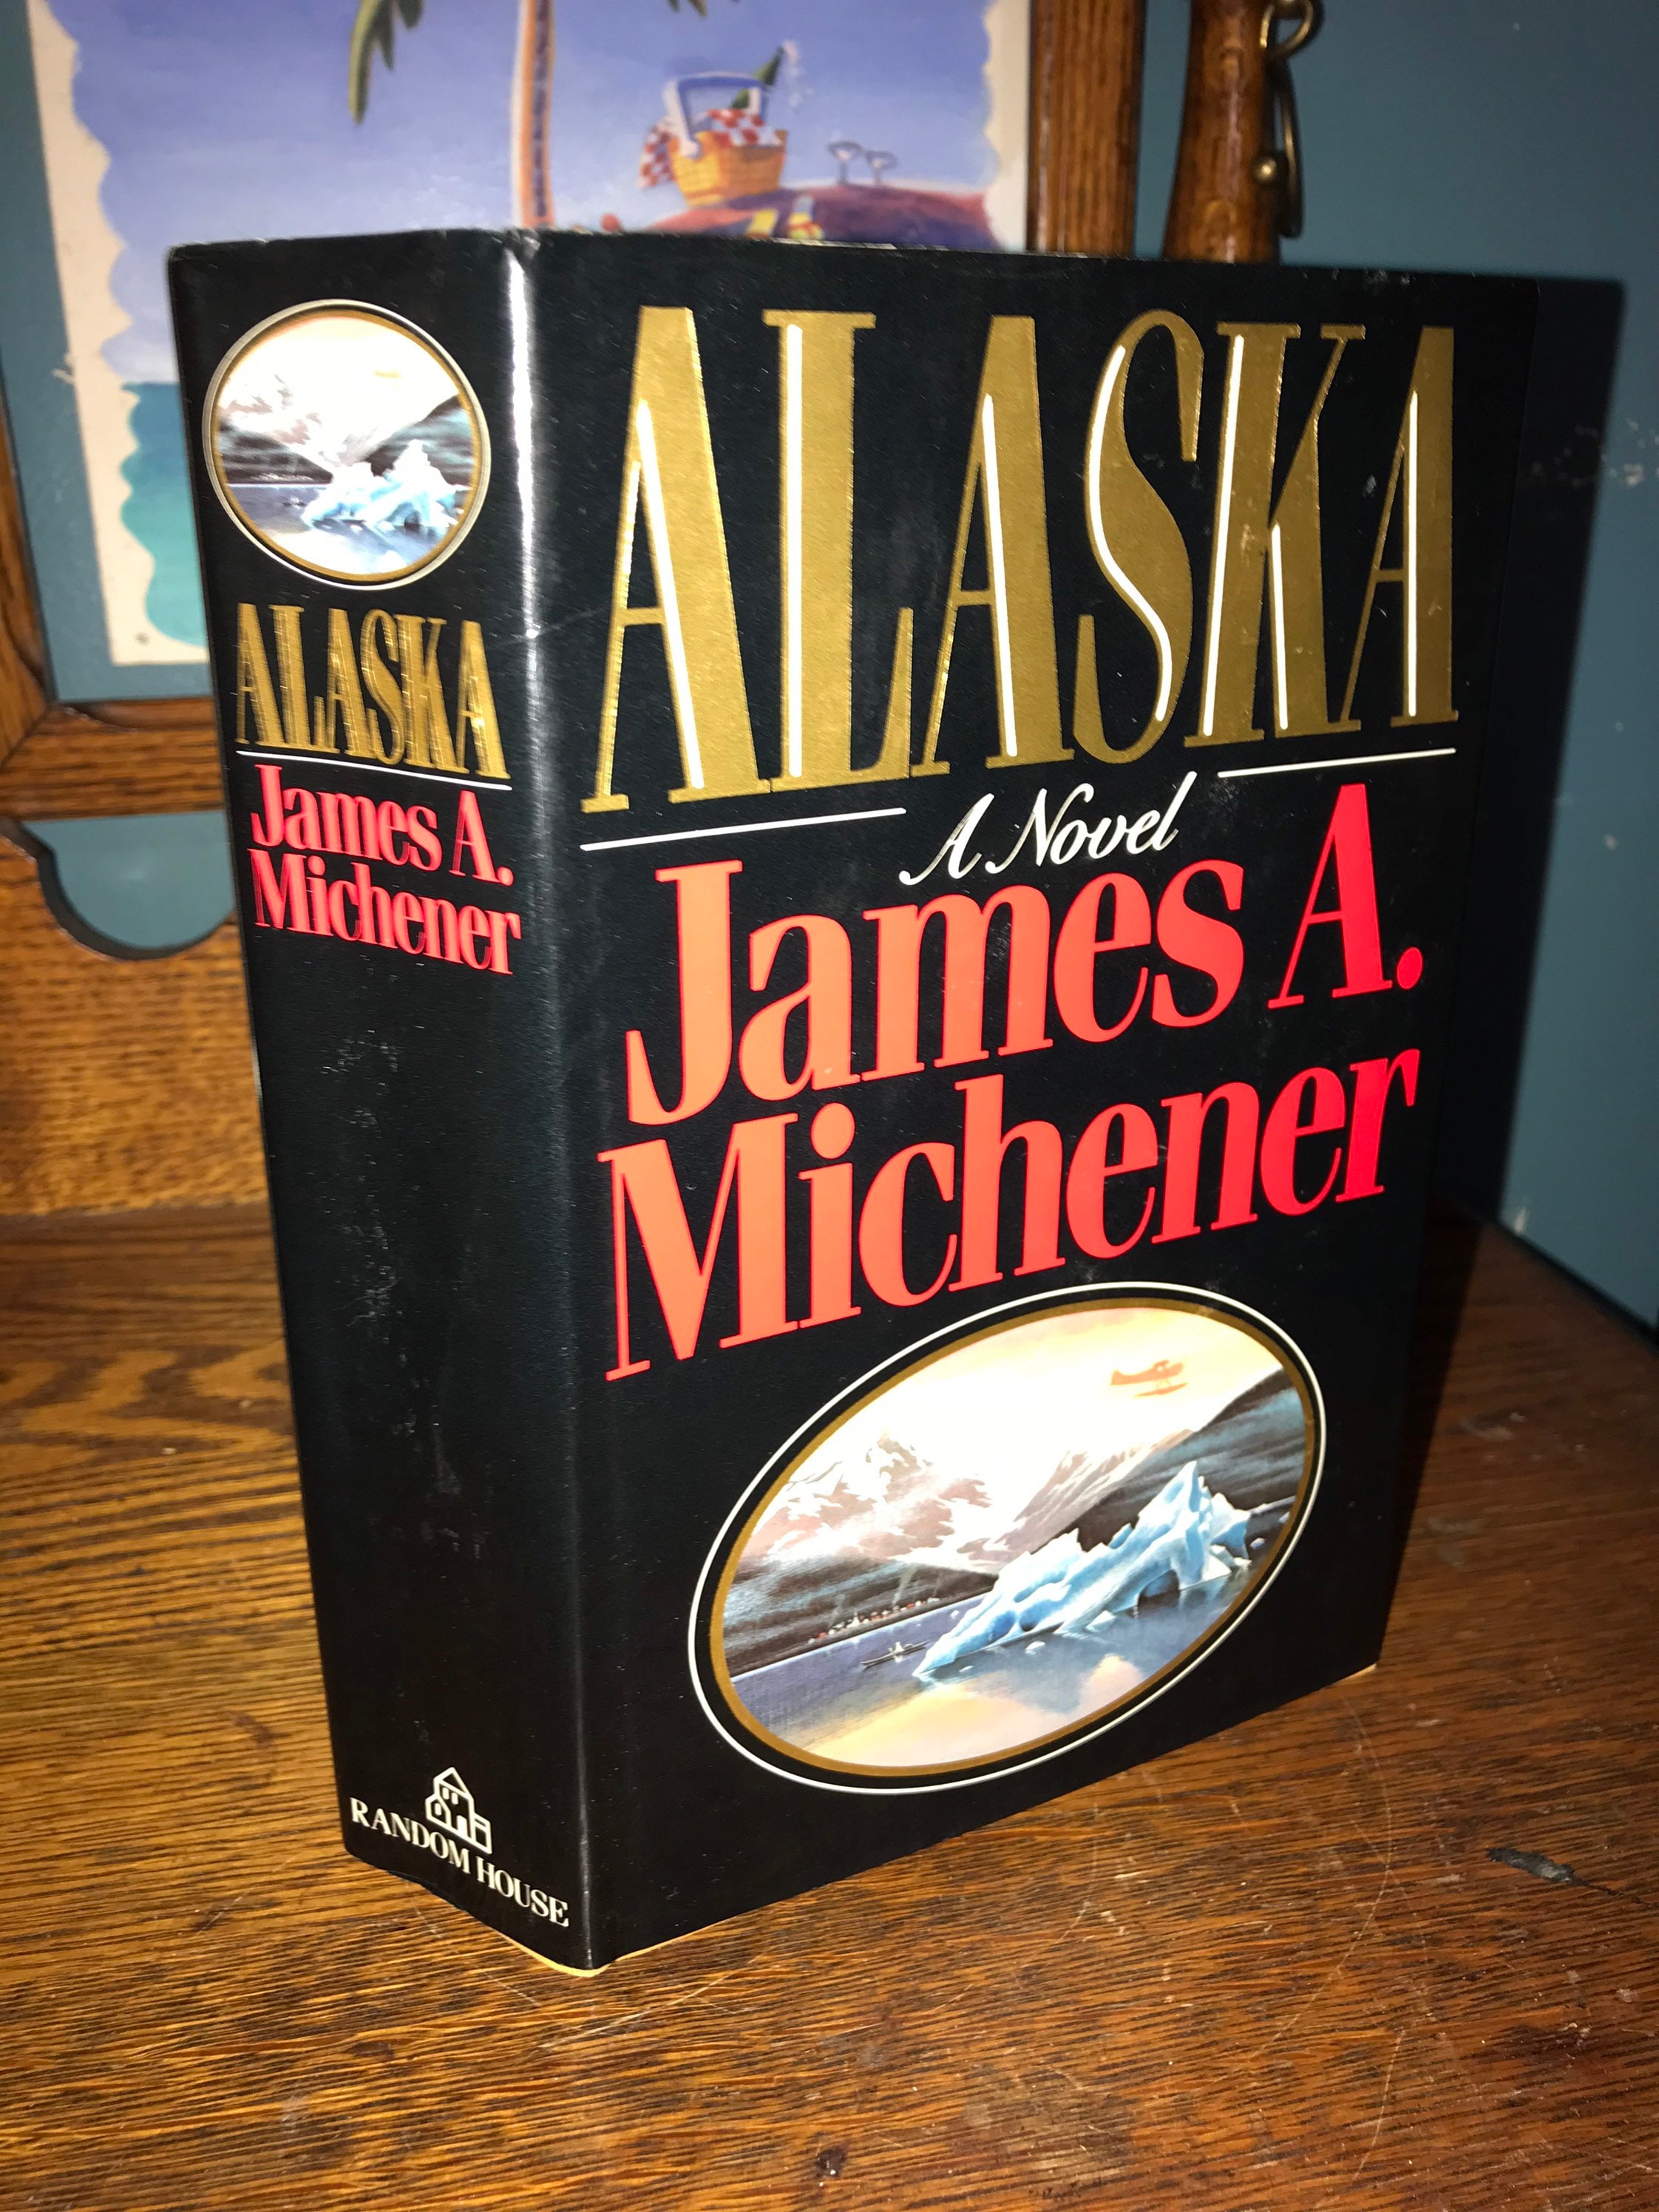 ALASKA
James A.
Michener
RANDOM HOUSE
ALASKA
A Novel
James A.
Michener